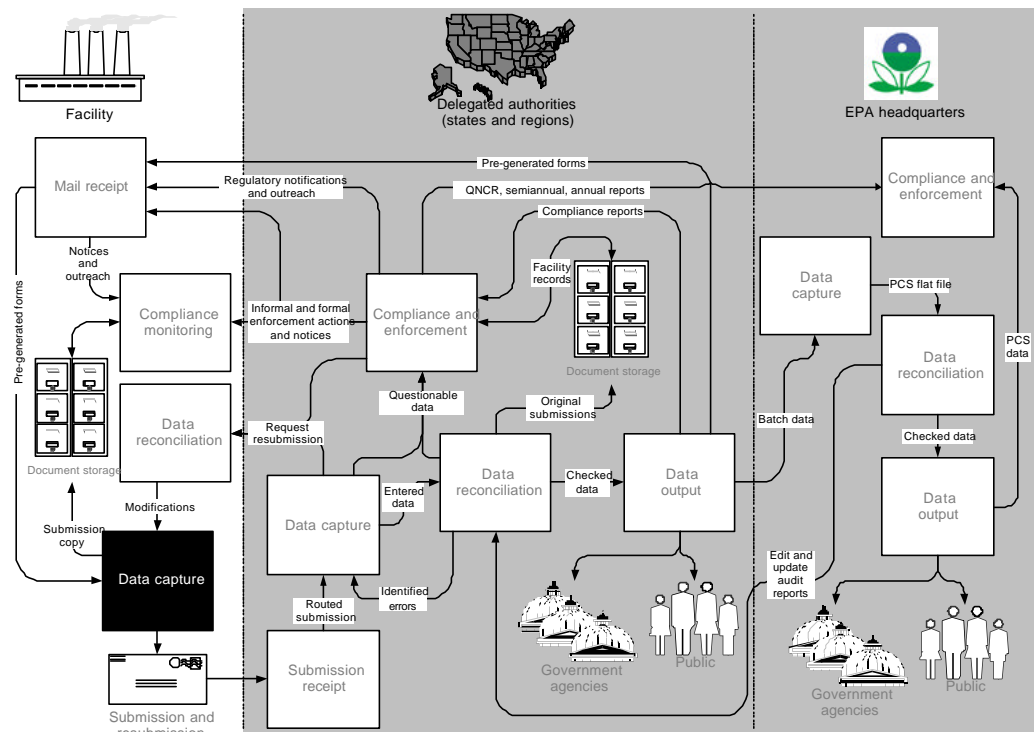 Facility
Delegated authorities
(states and regions)
EPA headquarters
Mail receipt
Pre-generated forms
Regulatory notifications
and outreach
QNCR, semiannual, annual reports
Compliance reports
Compliance and
enforcement
Notices
and
outreach
Compliance
monitoring
Informal and formal
enforcement actions
and notices
Compliance and
enforcement
Facility
records
Document storage
Data
capture
PCS flat file
Data
reconciliation
PCS
data
Pre-generated forms
Document storage
Data
reconciliation
Request
resubmission
Questionable
data
Original
submissions
Batch data
Checked data
Modifications
Submission
copy
Data capture
Data capture
Entered
data
Data
reconciliation
Checked
data
Data
output
Data
output
Identified
errors
Routed
submission
Edit and
update
audit
reports
Submission
receipt
Government
agencies
Public
Government
agencies
Public
Submission and
resubmission